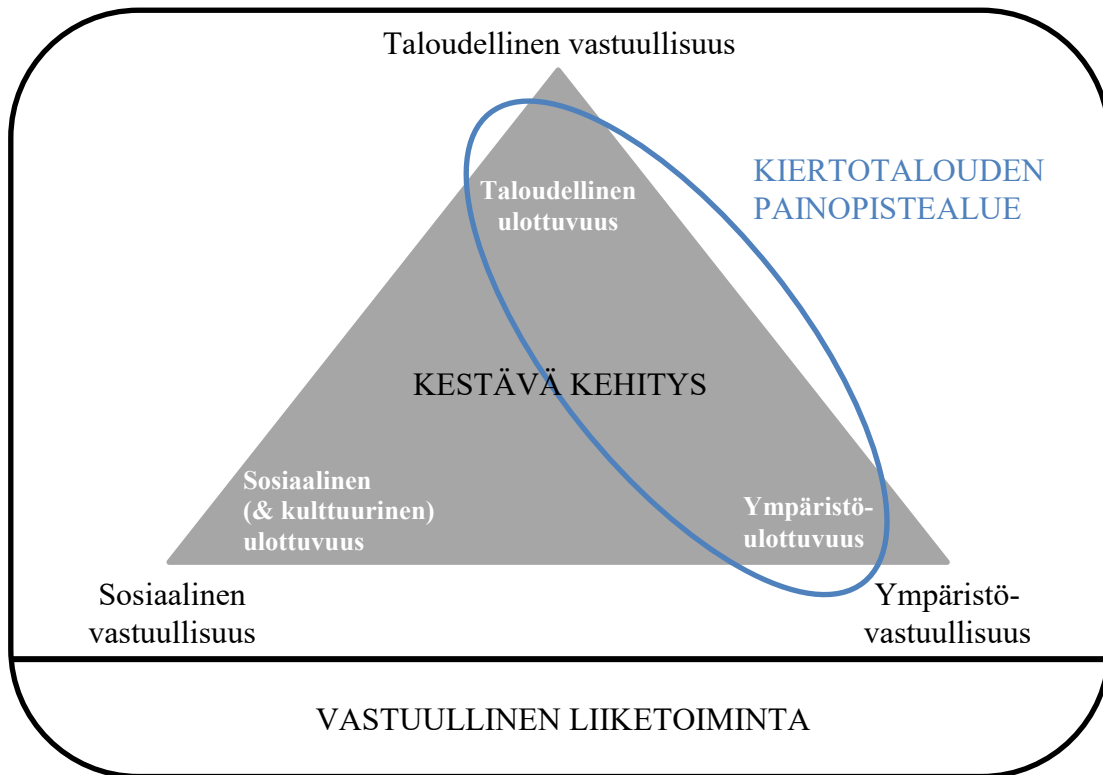 Taloudellinen vastuullisuus
KIERTOTALOUDEN
PAINOPISTEALUE
Taloudellinen
ulottuvuus
KESTÄVÄ KEHITYS
Sosiaalinen
(& kulttuurinen)
ulottuvuus
Ympäristö-
ulottuvuus
Sosiaalinen
vastuullisuus
Ympäristö-
vastuullisuus
VASTUULLINEN LIIKETOIMINTA